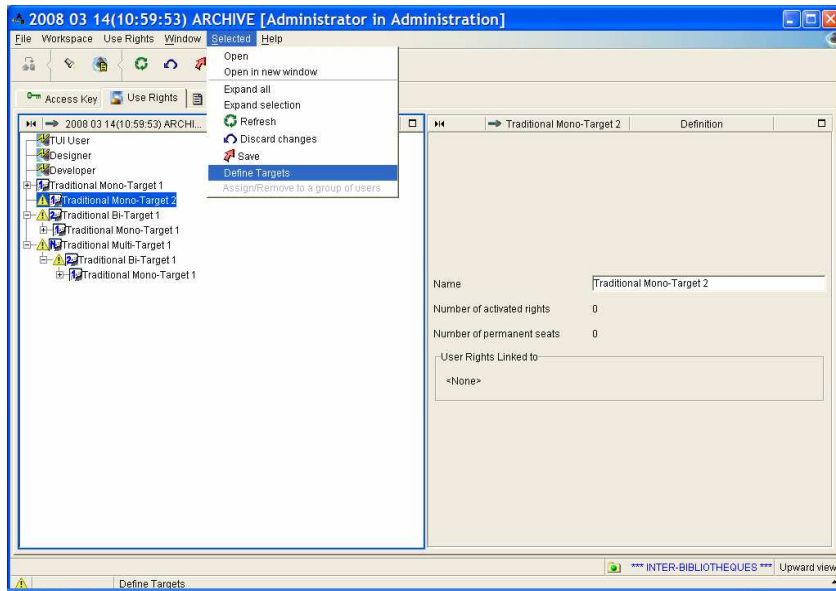 2008 03 14(10:59:53) ARCHIVE [Administrator in Administration]
File Workspace Use Rights Window Selected Help
Open
Open in new window
Expand all
Expand selection
Refresh
Discard changes
Save
Define Targets
Assign/Remove to a group of users
Access Key Use Rights
2008 03 14(10:59:53) ARCHI...
TUI User
Designer
Developer
Traditional Mono-Target 1
Traditional Mono-Target 2
Traditional Bi-Target 1
Traditional Mono-Target 1
Traditional Multi-Target 1
Traditional Bi-Target 1
Traditional Mono-Target 1
Traditional Mono-Target 2 Definition
Name Traditional Mono-Target 2
Number of activated rights 0
Number of permanent seats 0
User Rights Linked to
<None>
*** INTER-BIBLIOTHEQUES *** Upward view
Define Targets